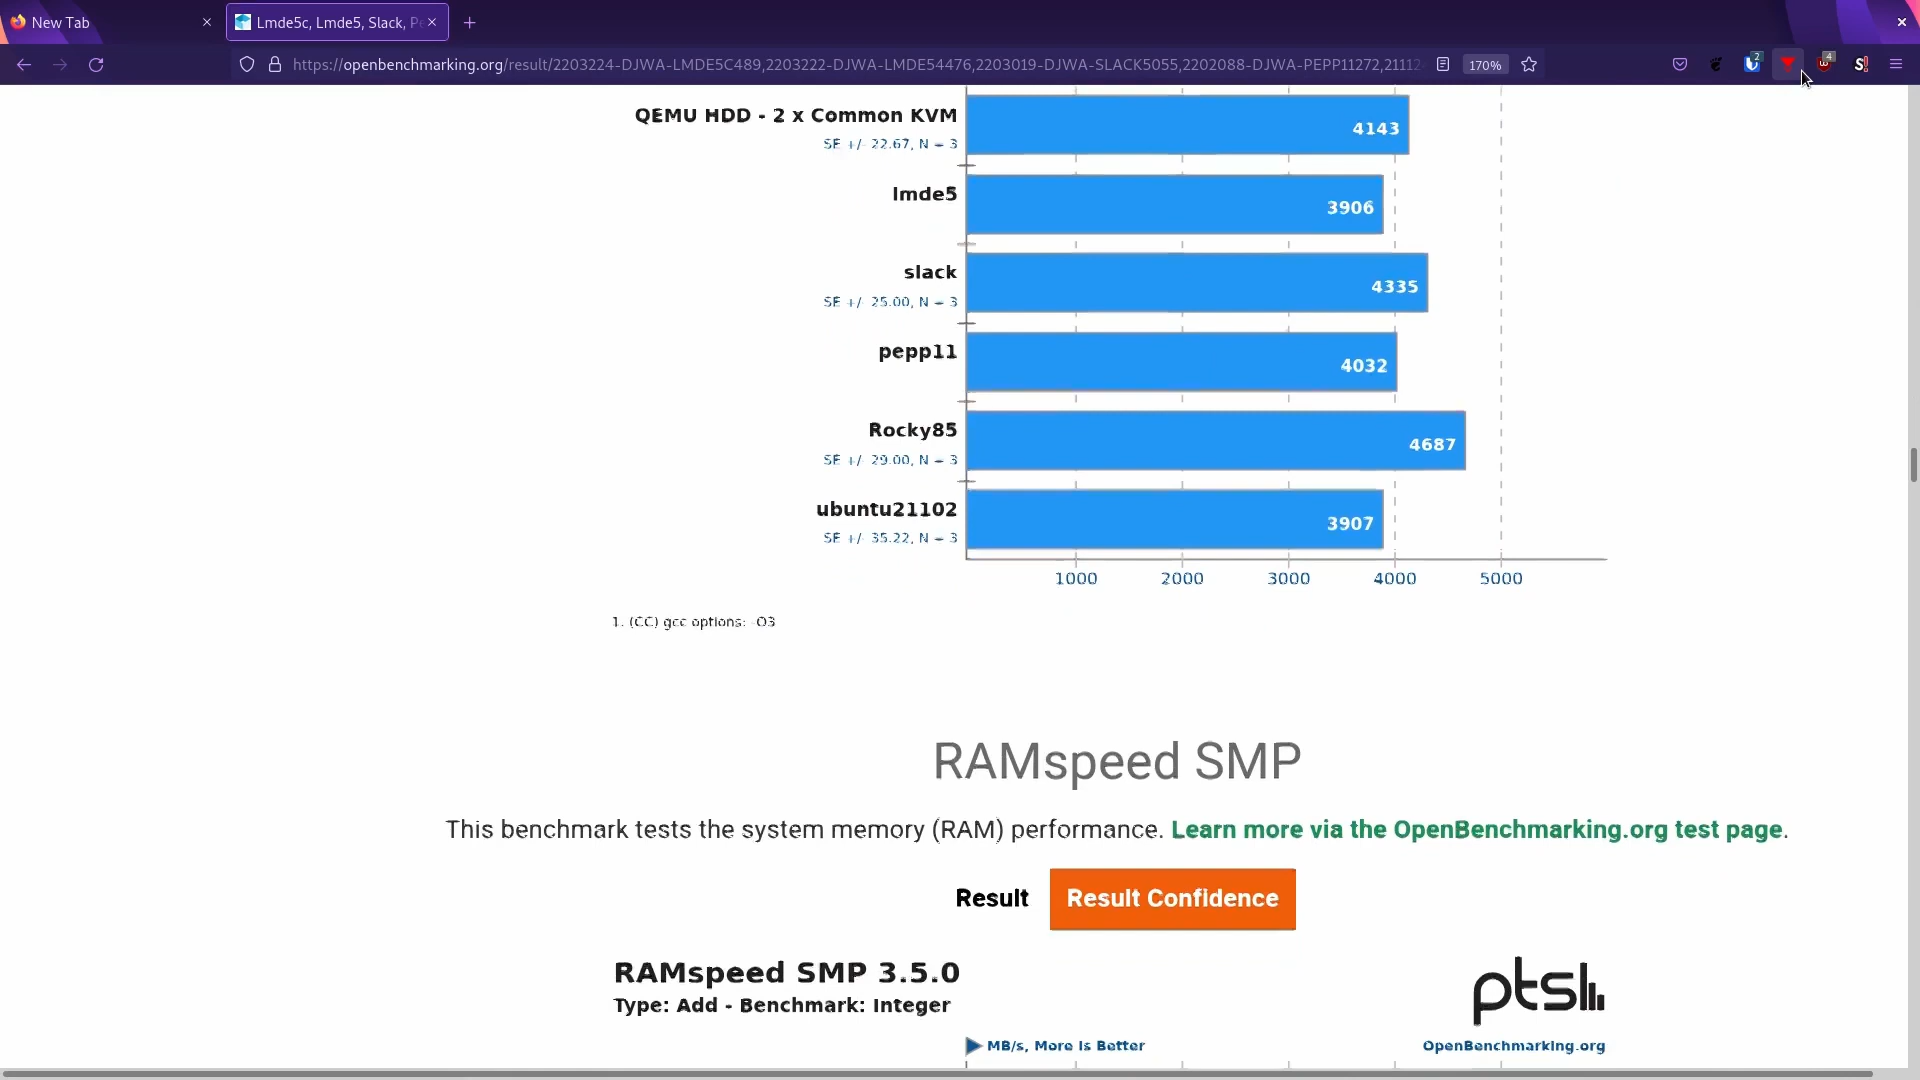 New Tab
Lmde5c, Lmde5, Slack, P
https://openbenchmarking.org/result/2203224-DJWA-LMDE5C489,2203222-DJWA-LMDE54476,2203019-DJWA-SLACK5055,2202088-DJWA-PEPP11272,21112
170%
2
4
S!
QEMU HDD - 2 x Common KVM
SE +/- 22.67, N = 3
4143
lmde5
3906
slack
SE +/- 25.00, N = 3
4335
pepp11
4032
Rocky85
SE +/- 29.00, N = 3
4687
ubuntu21102
SE +/- 35.22, N = 3
3907
1000 2000 3000 4000 5000
1. (CC) gcc options: -O3
RAMspeed SMP
This benchmark tests the system memory (RAM) performance. Learn more via the OpenBenchmarking.org test page.
Result Result Confidence
RAMspeed SMP 3.5.0
Type: Add - Benchmark: Integer
pts
MB/s, More Is Better
OpenBenchmarking.org